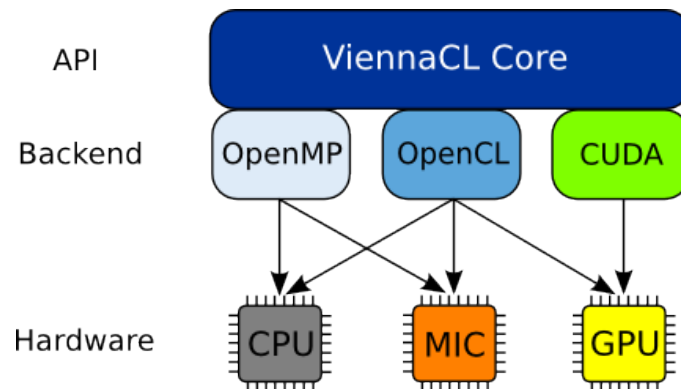 API
ViennaCL Core
Backend
OpenMP
OpenCL
CUDA
Hardware
CPU
MIC
GPU